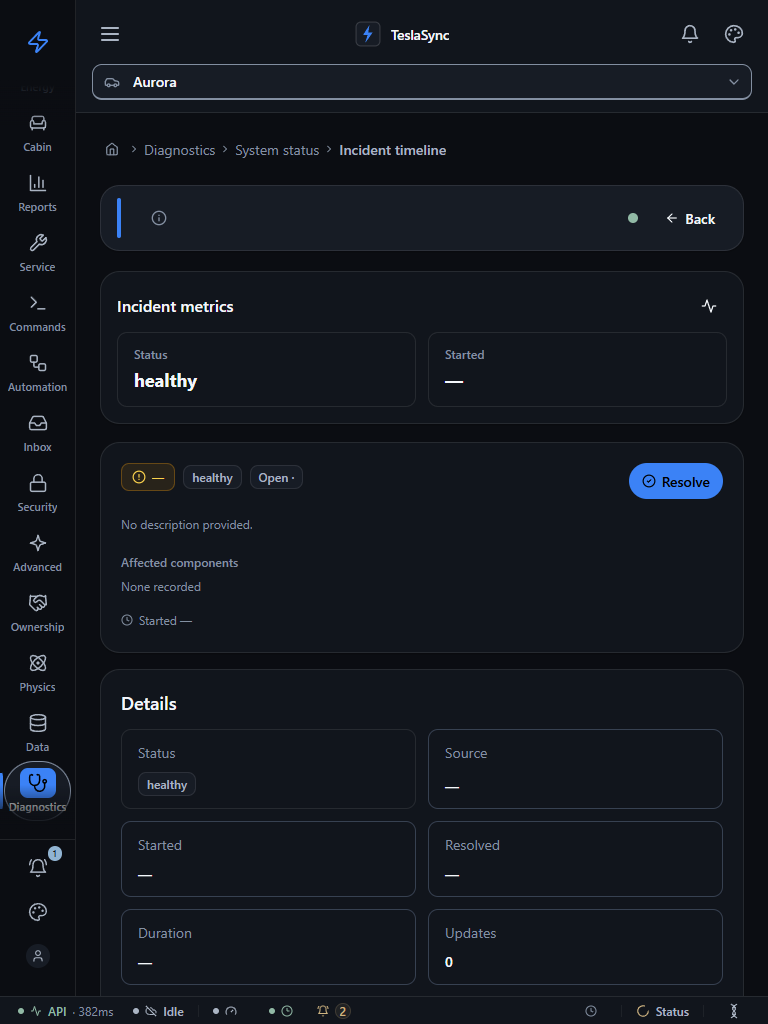 TeslaSync
Aurora
Cabin
Reports
Service
Commands
Automation
Inbox
Security
Advanced
Ownership
Physics
Data
Diagnostics
1
Diagnostics > System status > Incident timeline
Back
Incident metrics
Status
healthy
Started
—
—
healthy
Open ·
Resolve
No description provided.
Affected components
None recorded
Started —
Details
Status
healthy
Source
—
Started
—
Resolved
—
Duration
—
Updates
0
API · 382ms
Idle
2
Status